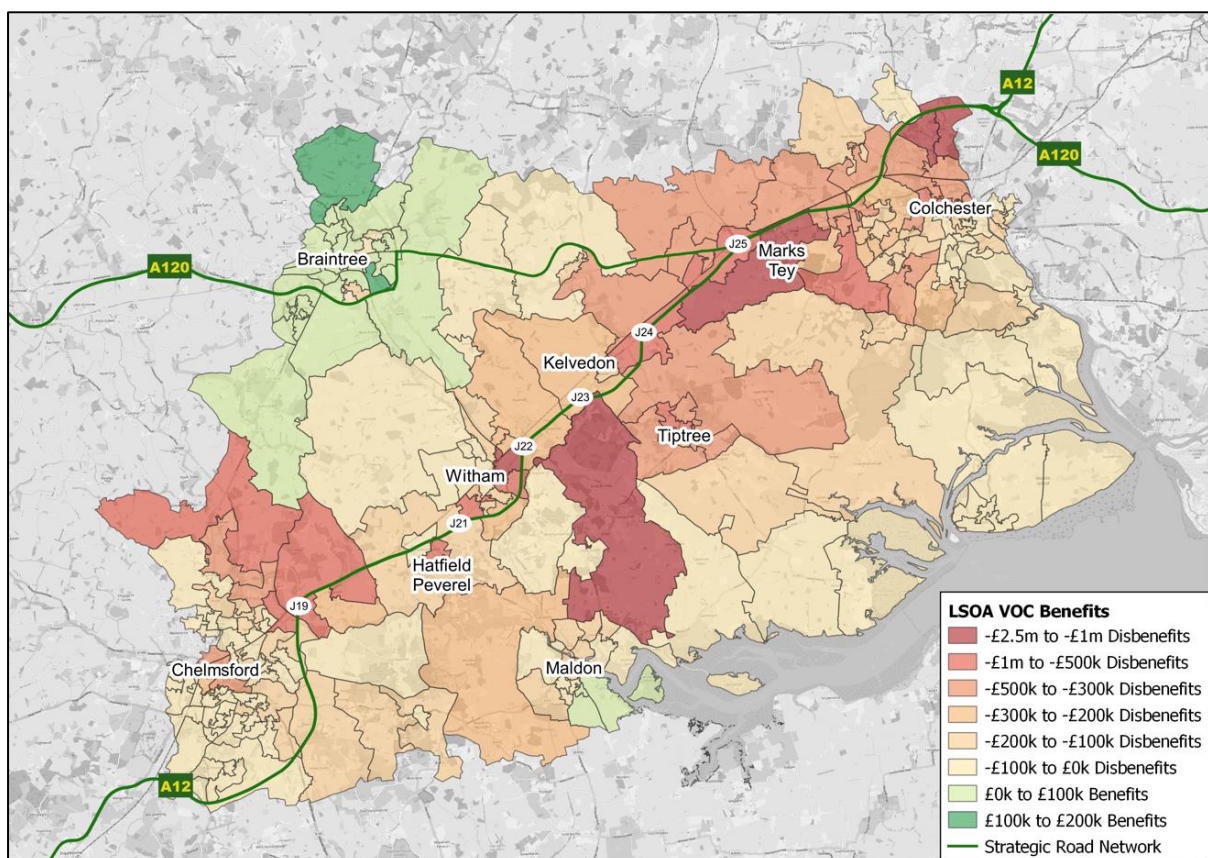 A12
A120
Colchester
Braintree
J25
Marks
Tey
A120
J24
Kelvedon
J23
Tiptree
J22
Witham
J21
Hatfield
Peverel
J19
Chelmsford
Maldon
A12
LSOA VOC Benefits
-£2.5m to -£1m Disbenefits
-£1m to -£500k Disbenefits
-£500k to -£300k Disbenefits
-£300k to -£200k Disbenefits
-£200k to -£100k Disbenefits
-£100k to £0k Disbenefits
£0k to £100k Benefits
£100k to £200k Benefits
Strategic Road Network